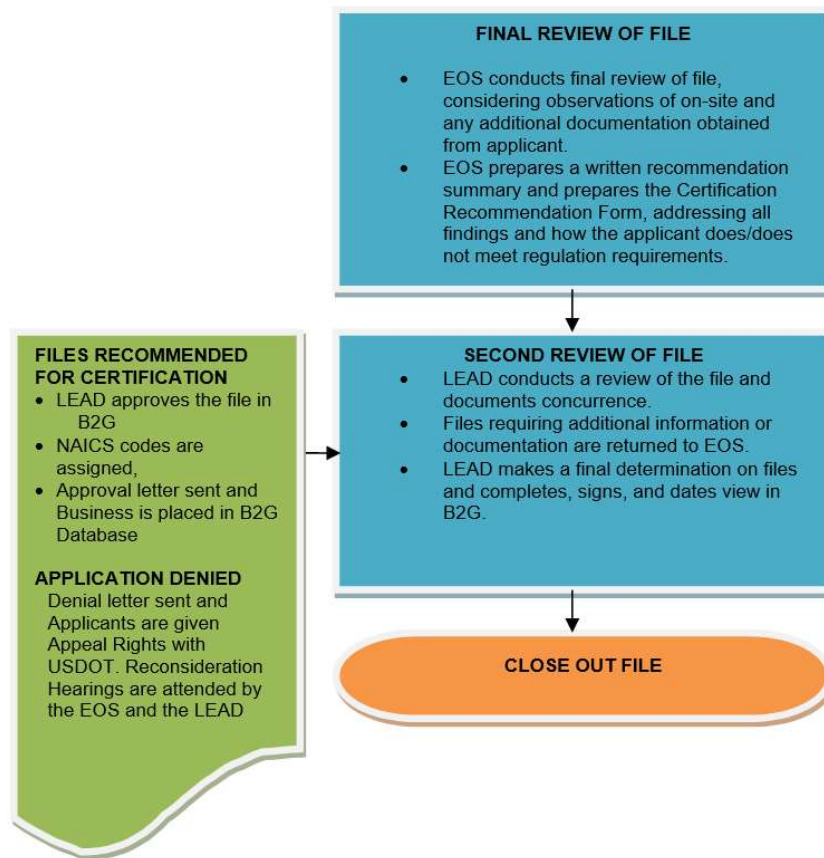 FINAL REVIEW OF FILE
• EOS conducts final review of file,
considering observations of on-site and
any additional documentation obtained
from applicant.
• EOS prepares a written recommendation
summary and prepares the Certification
Recommendation Form, addressing all
findings and how the applicant does/does
not meet regulation requirements.
FILES RECOMMENDED
FOR CERTIFICATION
• LEAD approves the file in
B2G
• NAICS codes are
assigned,
• Approval letter sent and
Business is placed in B2G
Database
APPLICATION DENIED
Denial letter sent and
Applicants are given
Appeal Rights with
USDOT. Reconsideration
Hearings are attended by
the EOS and the LEAD
SECOND REVIEW OF FILE
• LEAD conducts a review of the file and
documents concurrence.
• Files requiring additional information or
documentation are returned to EOS.
• LEAD makes a final determination on files
and completes, signs, and dates view in
B2G.
CLOSE OUT FILE